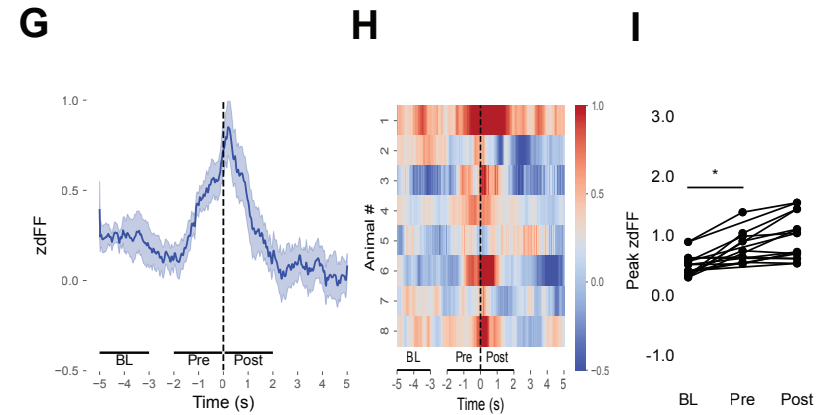 G
zdFF
1.0
0.5
0.0
−0.5
BL
Pre
Post
−5 −4 −3 −2 −1 0 1 2 3 4 5
Time (s)
H
Animal #
1
2
3
4
5
6
7
8
BL
Pre
Post
-5 -4 -3 -2 -1 0 1 2 3 4 5
Time (s)
1.0
0.5
0.0
−0.5
I
Peak zdFF
3.0
2.0
1.0
0.0
-1.0
*
BL Pre Post